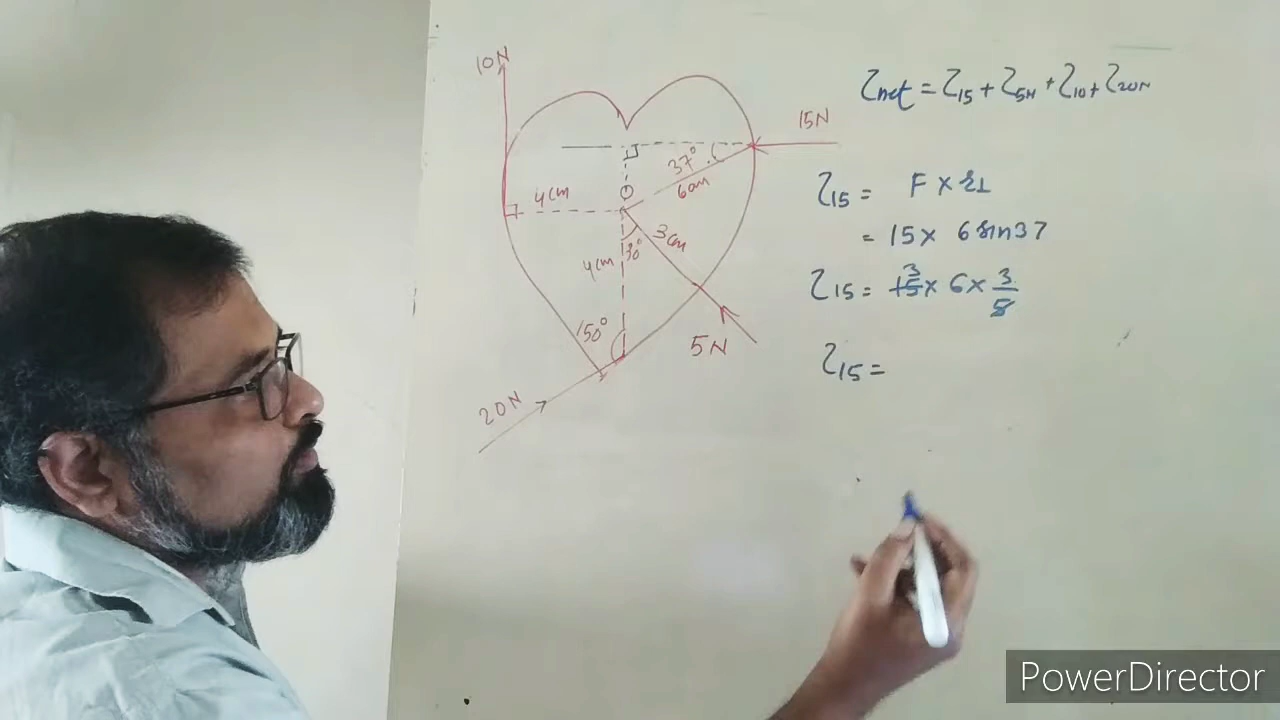 10N
15N
37°
6cm
4cm
O
30°
3cm
4cm
150°
5N
20N
τnet = τ15 + τ5N + τ10 + τ20N
τ15 = F × r⊥
= 15 × 6 sin37
τ15 = 15 3 × 6 × 3/5
τ15 =
PowerDirector